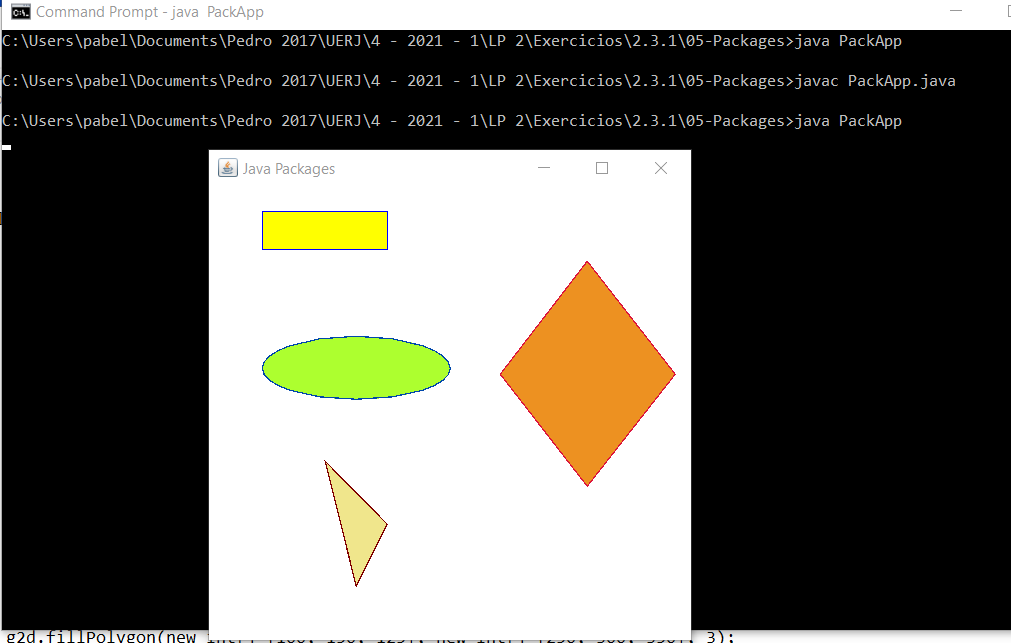 Command Prompt - java PackApp
C:\Users\pabel\Documents\Pedro 2017\UERJ\4 - 2021 - 1\LP 2\Exercicios\2.3.1\05-Packages>java PackApp
C:\Users\pabel\Documents\Pedro 2017\UERJ\4 - 2021 - 1\LP 2\Exercicios\2.3.1\05-Packages>javac PackApp.java
C:\Users\pabel\Documents\Pedro 2017\UERJ\4 - 2021 - 1\LP 2\Exercicios\2.3.1\05-Packages>java PackApp
Java Packages
g2d.fillPolygon(new 3);